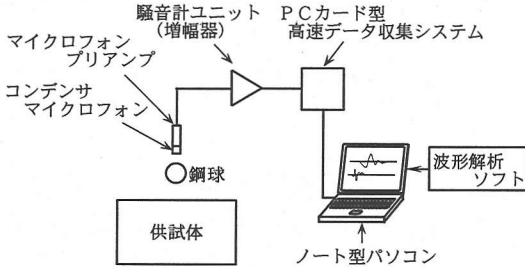 騒音計ユニット
（増幅器）
ＰＣカード型
高速データ収集システム
マイクロフォン
プリアンプ
コンデンサ
マイクロフォン
鋼球
供試体
波形解析
ソフト
ノート型パソコン